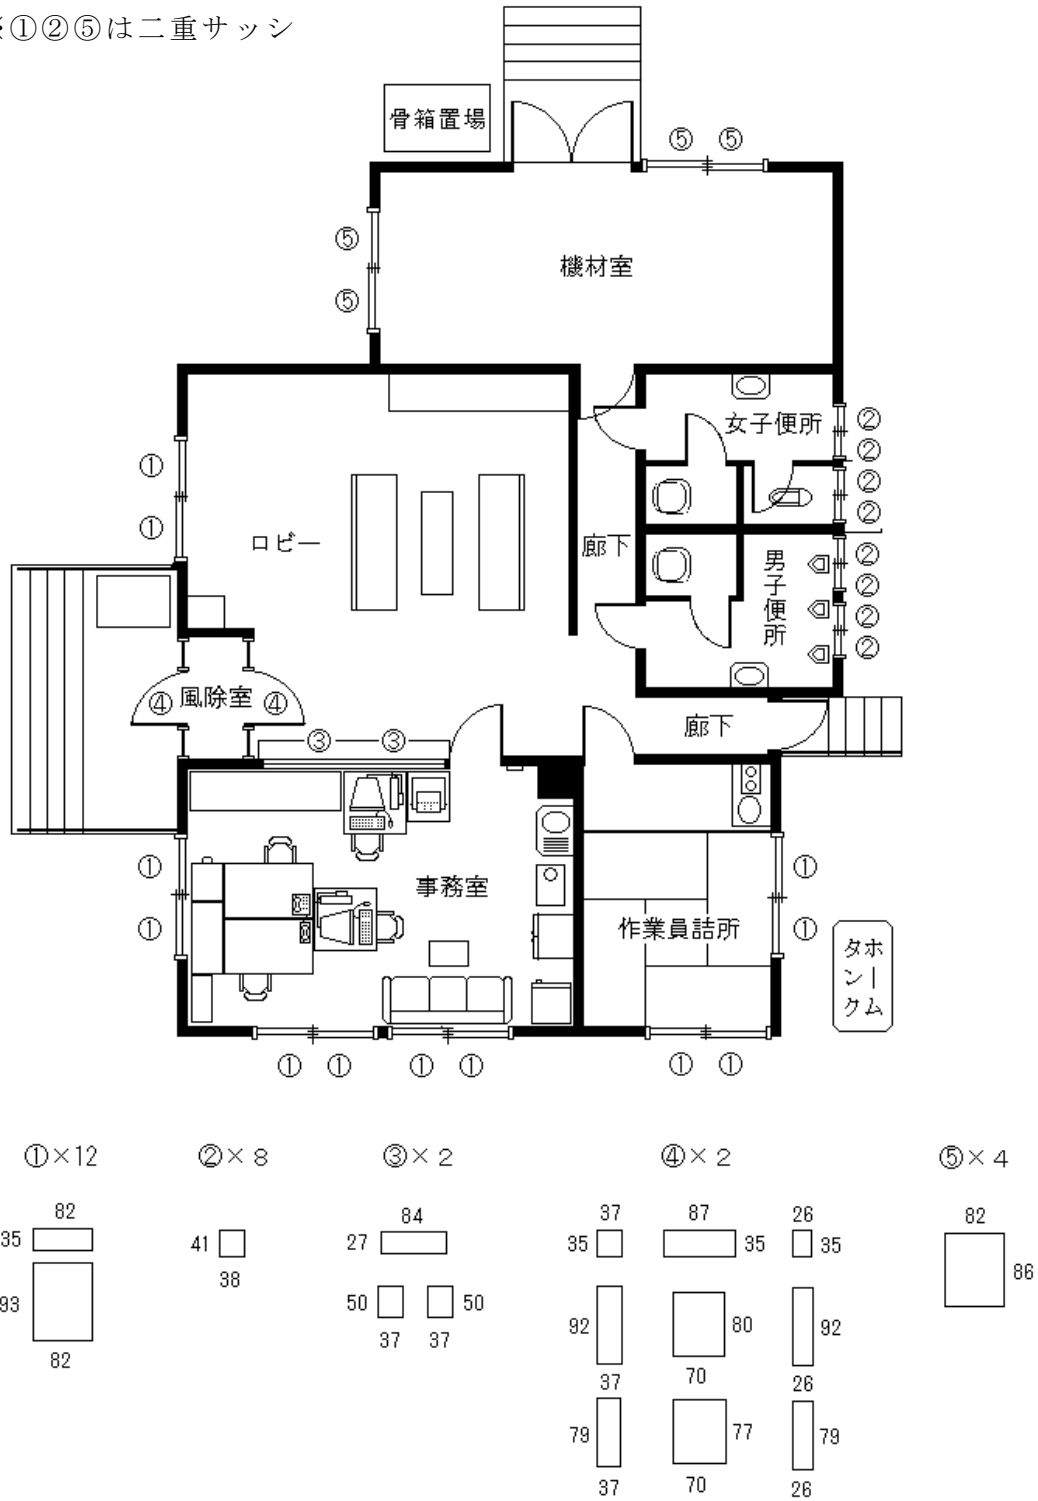 ※①②⑤は二重サッシ
骨箱置場
⑤ ⑤
⑤
機材室
⑤
女子便所
②
②
①
②
②
①
ロビー
廊下
男子便所
②
②
②
②
④ 風除室 ④
廊下
③ ③
①
事務室
①
①
作業員詰所
①
ホームタンク
① ① ① ① ① ①
①×12
②×8
③×2
④×2
⑤×4
82
35
93
82
41
38
84
27
50 50
37 37
37 87 26
35 35 35
92 80 92
37 70 26
79 77 79
37 70 26
82
86